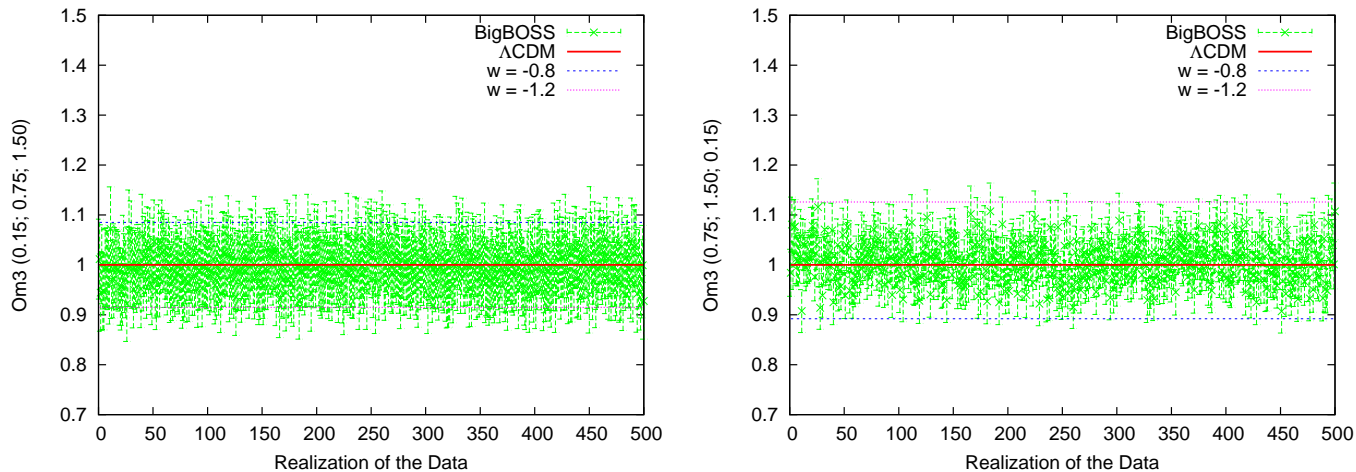 1.5
1.4
1.3
1.2
1.1
1
0.9
0.8
0.7
0 50 100 150 200 250 300 350 400 450 500
Om3 (0.15; 0.75; 1.50)
Realization of the Data
BigBOSS
ΛCDM
w = -0.8
w = -1.2
1.5
1.4
1.3
1.2
1.1
1
0.9
0.8
0.7
0 50 100 150 200 250 300 350 400 450 500
Om3 (0.75; 1.50; 0.15)
Realization of the Data
BigBOSS
ΛCDM
w = -0.8
w = -1.2